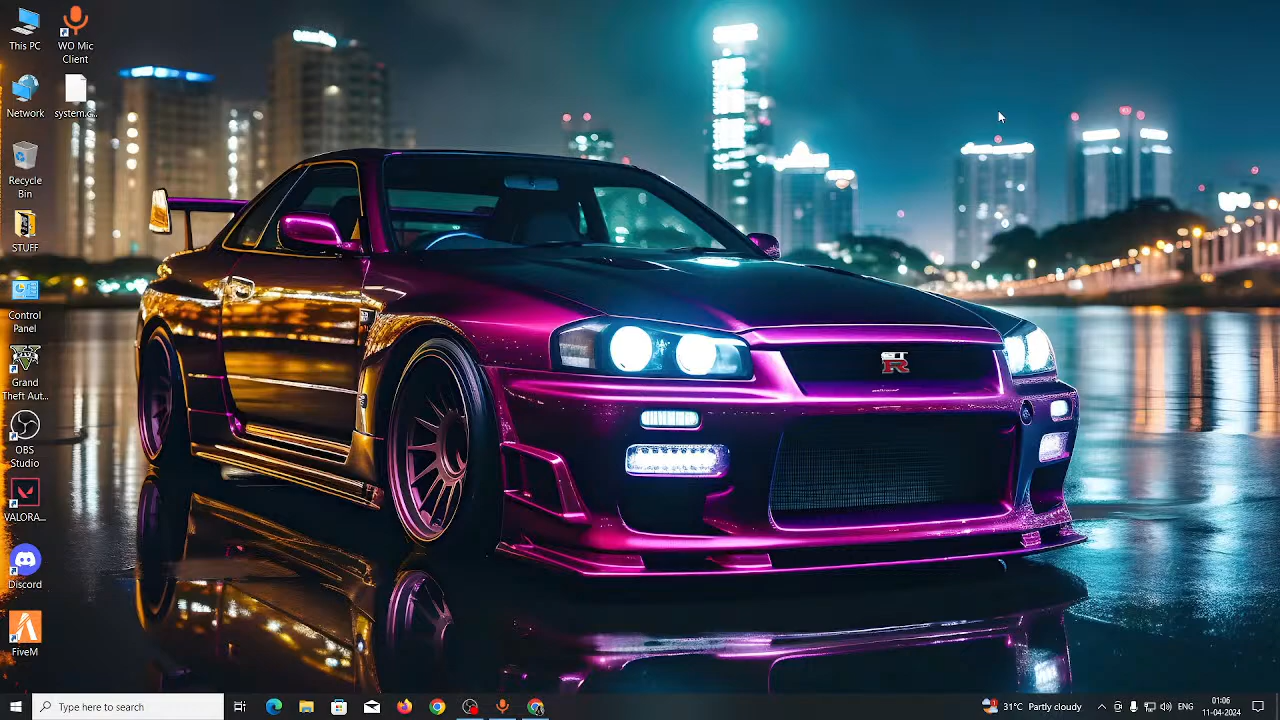 This PC
WO Mic
Client
Network
system.c...
Recycle
Bin
STUFF
Control
Panel
Grand
Theft Aut...
OBS
Studio
VALORA...
Discord
FiveM
GT
R
Type here to search
31°C Partly cloudy
ENG
01:06
11-04-2024